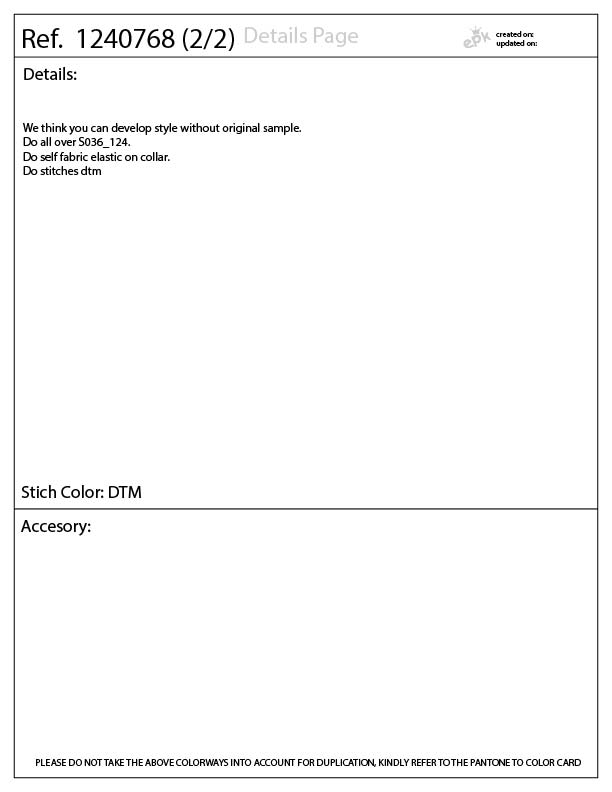 Ref. 1240768 (2/2) Details Page
epk
created on:
updated on:
Details:
We think you can develop style without original sample.
Do all over S036_124.
Do self fabric elastic on collar.
Do stitches dtm
Stich Color: DTM
Accesory:
PLEASE DO NOT TAKE THE ABOVE COLORWAYS INTO ACCOUNT FOR DUPLICATION, KINDLY REFER TO THE PANTONE TO COLOR CARD